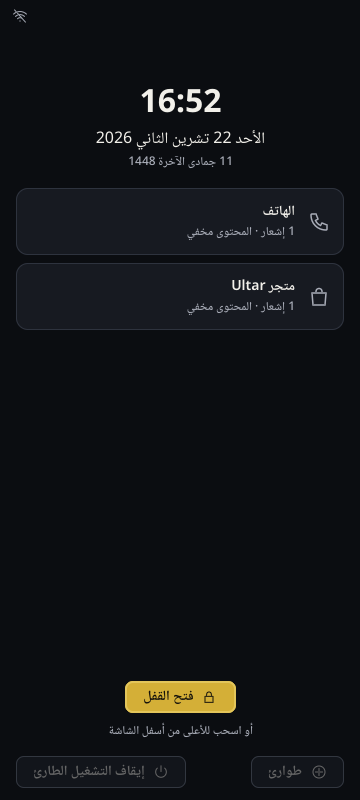 16:52
الأحد 22 تشرين الثاني 2026
11 جمادى الآخرة 1448
الهاتف
1 إشعار · المحتوى مخفي
متجر Ultar
1 إشعار · المحتوى مخفي
فتح القفل
أو اسحب للأعلى من أسفل الشاشة
طوارئ
إيقاف التشغيل الطارئ